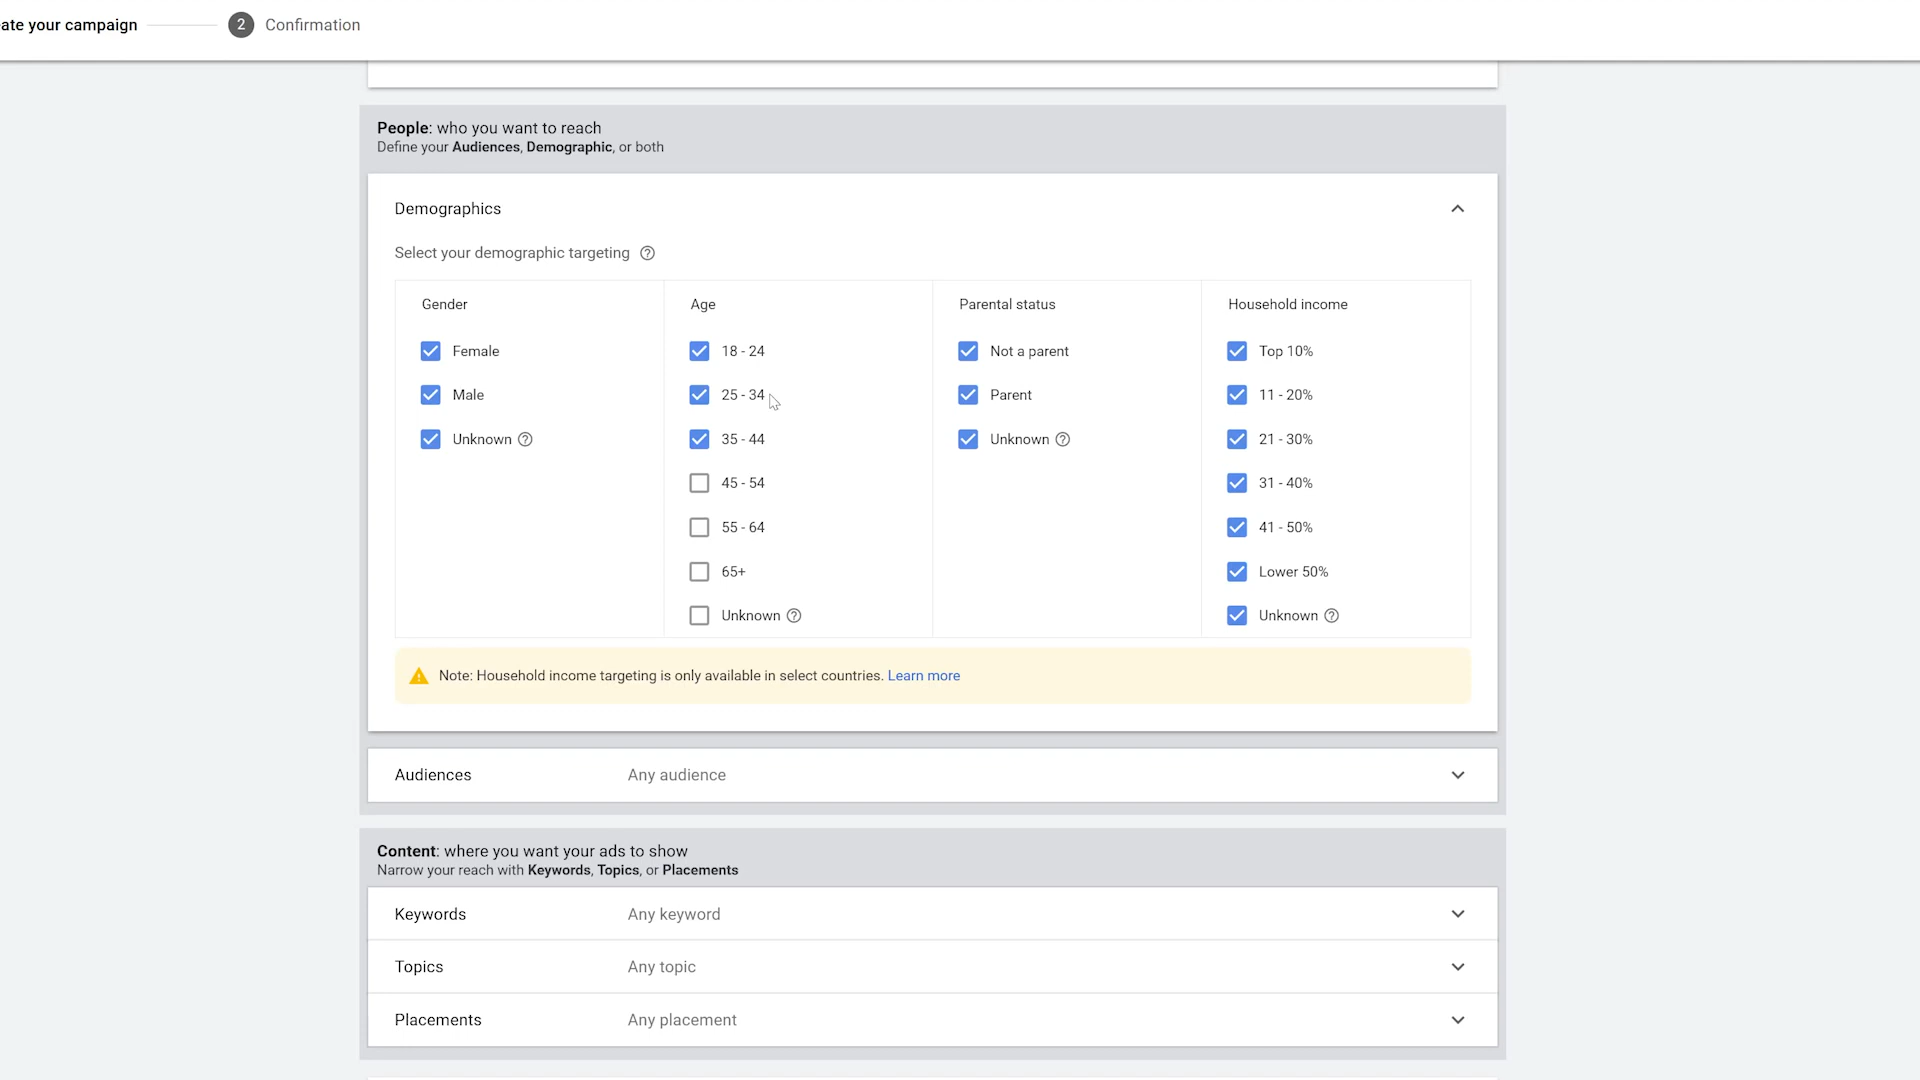 ate your campaign
2 Confirmation
People: who you want to reach
Define your Audiences, Demographic, or both
Demographics
Select your demographic targeting
Gender
Female
Male
Unknown
Age
18 - 24
25 - 34
35 - 44
45 - 54
55 - 64
65+
Unknown
Parental status
Not a parent
Parent
Unknown
Household income
Top 10%
11 - 20%
21 - 30%
31 - 40%
41 - 50%
Lower 50%
Unknown
Note: Household income targeting is only available in select countries. Learn more
Audiences Any audience
Content: where you want your ads to show
Narrow your reach with Keywords, Topics, or Placements
Keywords Any keyword
Topics Any topic
Placements Any placement